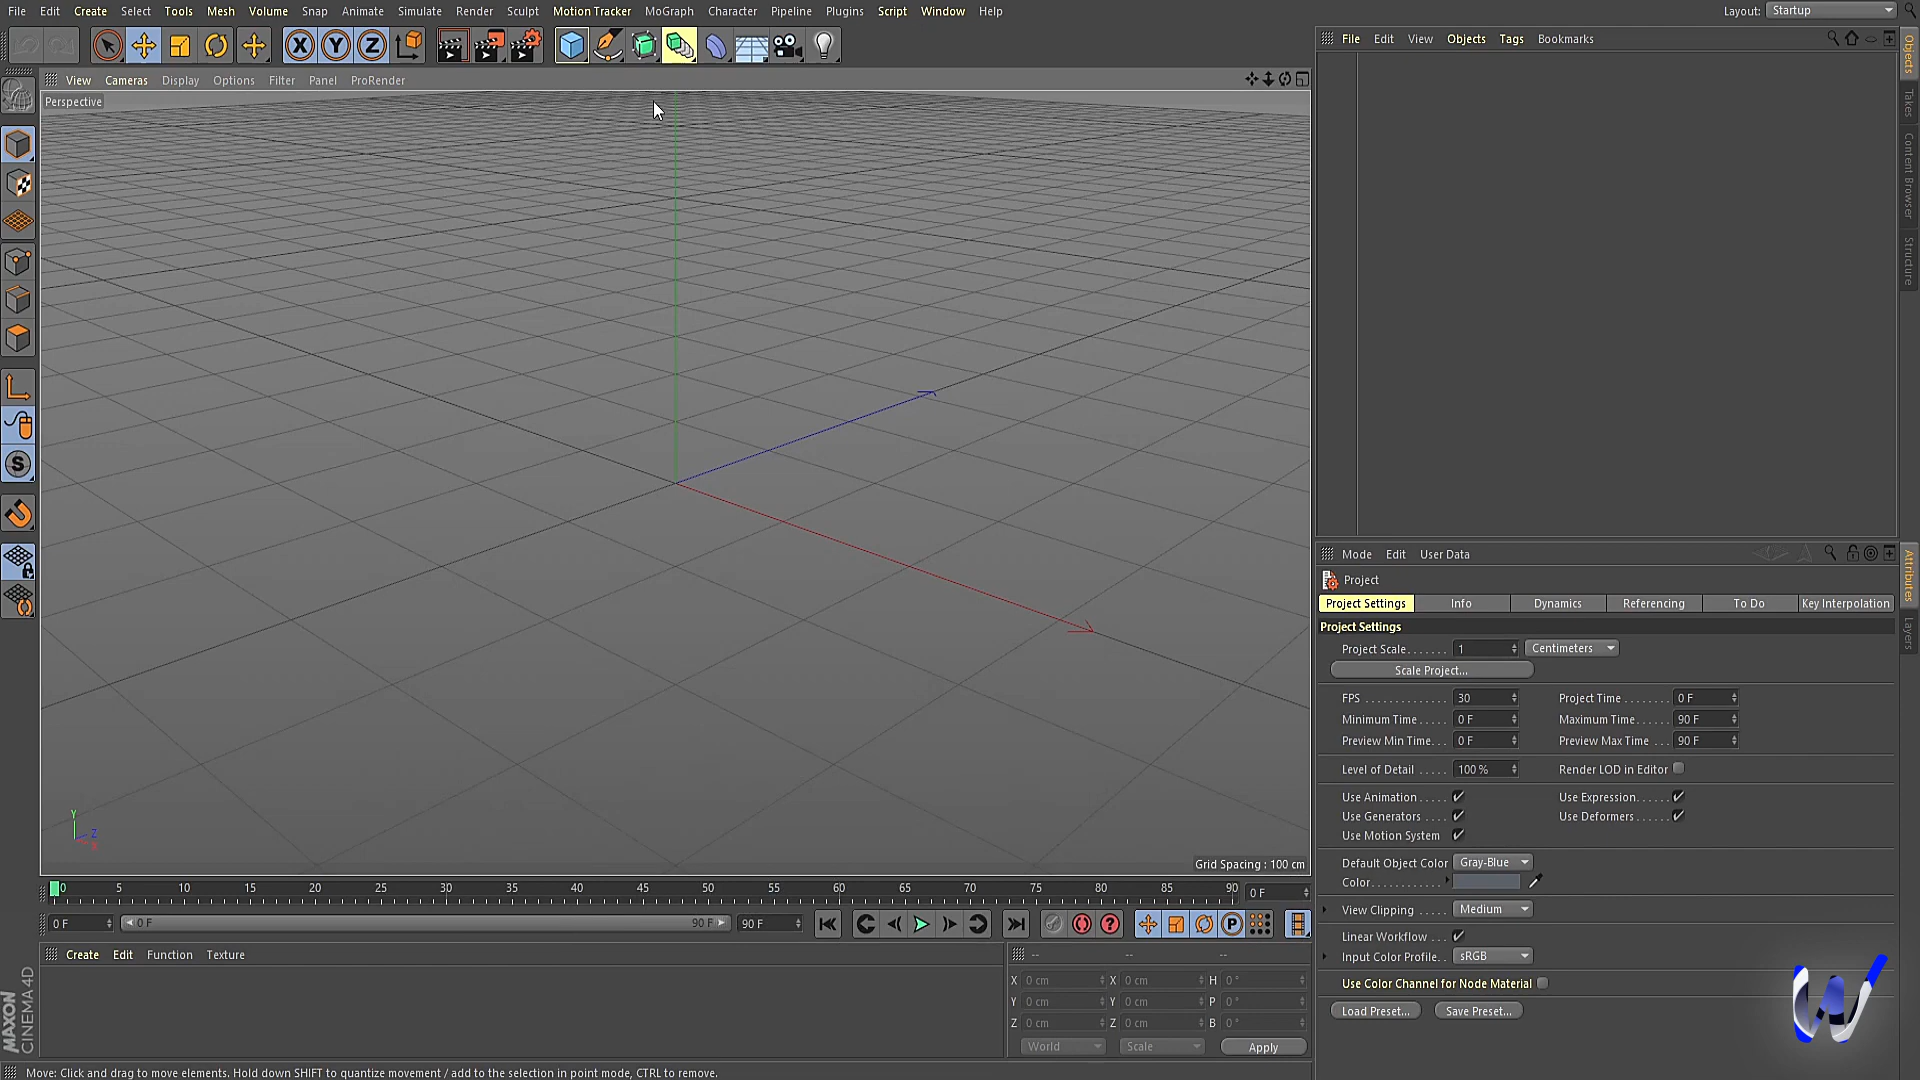 File Edit Create Select Tools Mesh Volume Snap Animate Simulate Render Sculpt Motion Tracker MoGraph Character Pipeline Plugins Script Window Help
Layout: Startup
X Y Z
File Edit View Objects Tags Bookmarks
View Cameras Display Options Filter Panel ProRender
Perspective
Objects
Takes
Content Browser
Structure
Mode Edit User Data
Project
Project Settings Info Dynamics Referencing To Do Key Interpolation
Project Settings
Project Scale....... 1 Centimeters
Scale Project...
FPS .............. 30 Project Time ........ 0 F
Minimum Time ..... 0 F Maximum Time ...... 90 F
Preview Min Time... 0 F Preview Max Time ... 90 F
Level of Detail ..... 100 % Render LOD in Editor
Use Animation ..... Use Expression.......
Use Generators .... Use Deformers ......
Use Motion System
Default Object Color Gray-Blue
Color............
View Clipping ..... Medium
Linear Workflow ...
Input Color Profile.. sRGB
Use Color Channel for Node Material
Load Preset... Save Preset...
Attributes
Layers
S
Y
Z
X
Grid Spacing : 100 cm
0 5 10 15 20 25 30 35 40 45 50 55 60 65 70 75 80 85 90 0 F
0 F 0 F 90 F 90 F
P
Create Edit Function Texture
-- -- --
X 0 cm X 0 cm H 0 °
Y 0 cm Y 0 cm P 0 °
Z 0 cm Z 0 cm B 0 °
World Scale Apply
MAXON
CINEMA4D
Move: Click and drag to move elements. Hold down SHIFT to quantize movement / add to the selection in point mode, CTRL to remove.
W